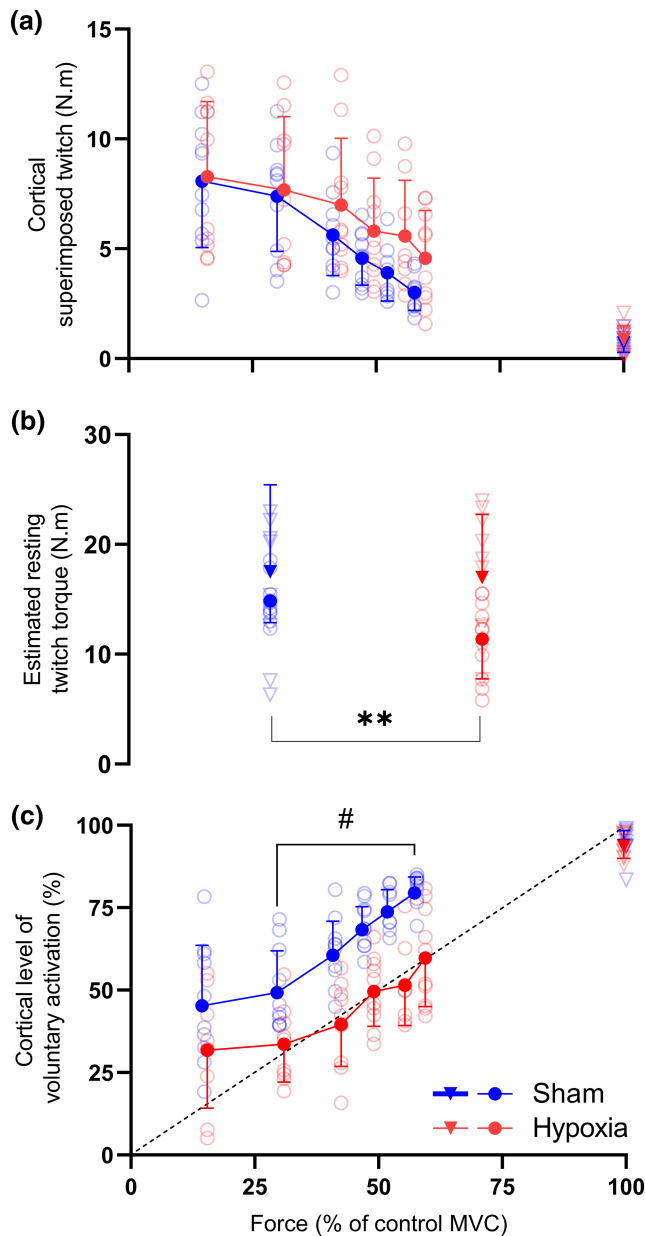 (a)
Cortical
superimposed twitch (N.m)
15
10
5
0
(b)
Estimated resting
twitch torque (N.m)
30
20
10
0
**
(c)
Cortical level of
voluntary activation (%)
100
75
50
25
0
#
Sham
Hypoxia
0 25 50 75 100
Force (% of control MVC)